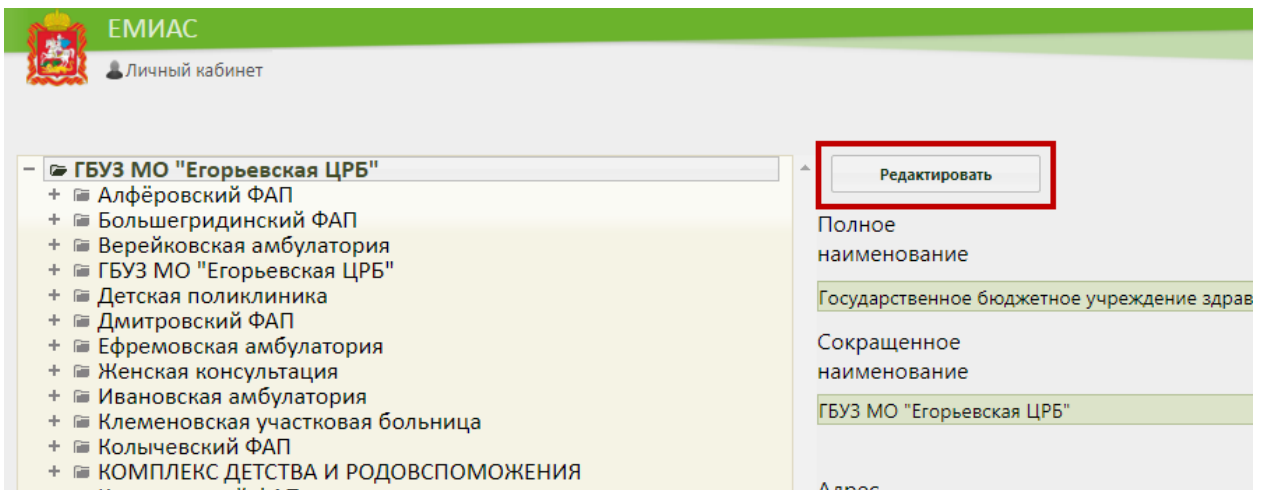 ЕМИАС
Личный кабинет
ГБУЗ МО "Егорьевская ЦРБ"
Алфёровский ФАП
Большегридинский ФАП
Верейковская амбулатория
ГБУЗ МО "Егорьевская ЦРБ"
Детская поликлиника
Дмитровский ФАП
Ефремовская амбулатория
Женская консультация
Ивановская амбулатория
Клеменовская участковая больница
Колычевский ФАП
КОМПЛЕКС ДЕТСТВА И РОДОВСПОМОЖЕНИЯ
Редактировать
Полное
наименование
Государственное бюджетное учреждение здрав
Сокращенное
наименование
ГБУЗ МО "Егорьевская ЦРБ"
Адрес